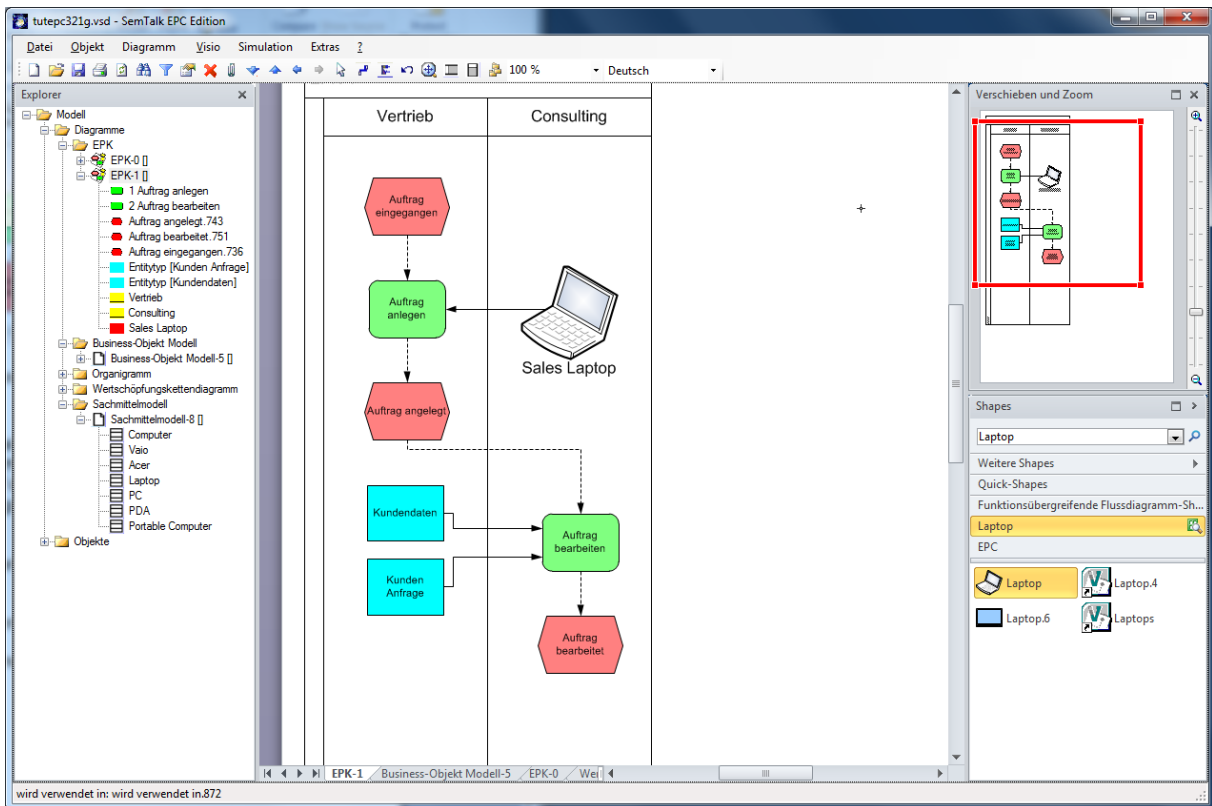 tutepc321g.vsd - SemTalk EPC Edition
Datei Objekt Diagramm Visio Simulation Extras ?
100 % Deutsch
Explorer
Modell
Diagramme
EPK
EPK-0 []
EPK-1 []
1 Auftrag anlegen
2 Auftrag bearbeiten
Auftrag angelegt.743
Auftrag bearbeitet.751
Auftrag eingegangen.736
Entitytyp [Kunden Anfrage]
Entitytyp [Kundendaten]
Vertrieb
Consulting
Sales Laptop
Business-Objekt Modell
Business-Objekt Modell-5 []
Organigramm
Wertschöpfungskettendiagramm
Sachmittelmodell
Sachmittelmodell-8 []
Computer
Vaio
Acer
Laptop
PC
PDA
Portable Computer
Objekte
Vertrieb Consulting
Auftrag
eingegangen
Auftrag
anlegen
Sales Laptop
Auftrag angelegt
Kundendaten
Auftrag
bearbeiten
Kunden
Anfrage
Auftrag
bearbeitet
EPK-1 Business-Objekt Modell-5 EPK-0 Wer
Verschieben und Zoom
Shapes
Laptop
Weitere Shapes
Quick-Shapes
Funktionsübergreifende Flussdiagramm-Sh...
Laptop
EPC
Laptop Laptop.4
Laptop.6 Laptops
wird verwendet in: wird verwendet in.872